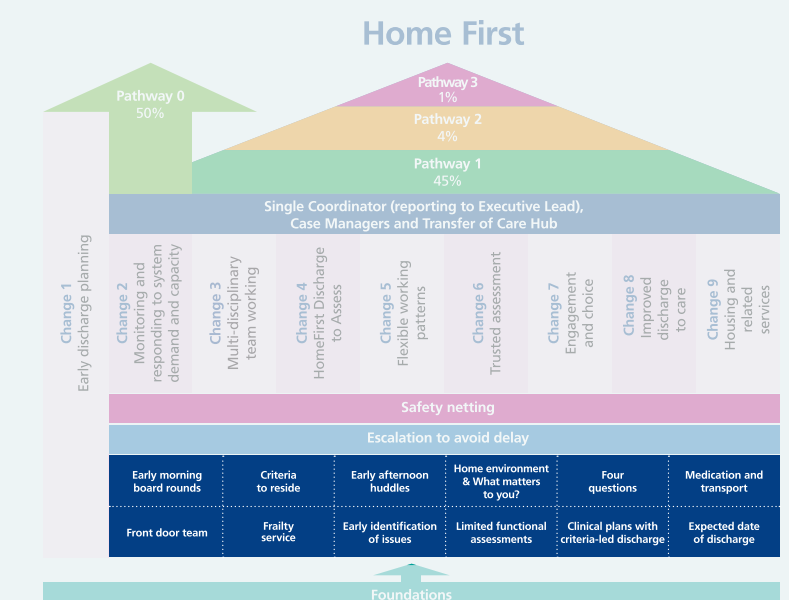 Home First
Pathway 0
50%
Pathway 3
1%
Pathway 2
4%
Pathway 1
45%
Single Coordinator (reporting to Executive Lead),
Case Managers and Transfer of Care Hub
Change 1
Early discharge planning
Change 2
Monitoring and
responding to system
demand and capacity
Change 3
Multi-disciplinary
team working
Change 4
HomeFirst Discharge
to Assess
Change 5
Flexible working
patterns
Change 6
Trusted assessment
Change 7
Engagement
and choice
Change 8
Improved
discharge
to care
Change 9
Housing and
related
services
Safety netting
Escalation to avoid delay
Early morning
board rounds
Criteria
to reside
Early afternoon
huddles
Home environment
& What matters
to you?
Four
questions
Medication and
transport
Front door team
Frailty
service
Early identification
of issues
Limited functional
assessments
Clinical plans with
criteria-led discharge
Expected date
of discharge
Foundations